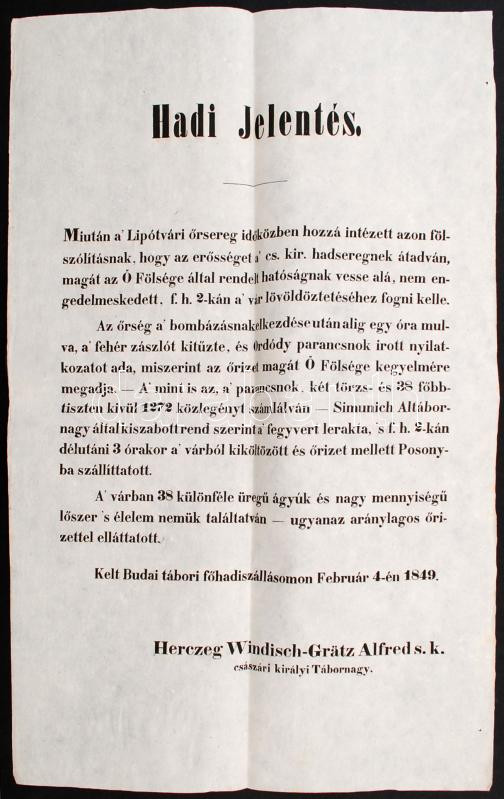 Hadi Jelentés.
Miután a' Lipótvári őrsereg időközben hozzá intézett azon föl-
szólításnak, hogy az erősséget a' cs. kir. hadseregnek átadván,
magát az Ő Fölsége által rendelt hatóságnak vesse alá, nem en-
gedelmeskedett, f. h. 2-kán a' vár lövöldöztetéséhez fogni kelle.
Az őrség a' bombázásnak elkezdése után alig egy óra mul-
va, a' fehér zászlót kitűzte, és Ordódy parancsnok irott nyilat-
kozatot ada, miszerint az őrizet magát Ő Fölsége kegyelmére
megadja. — A' mint is az, a' parancsnok, két törzs- és 38 főbb-
tiszten kivül 1272 közlegényt számlálván — Simunich Altábor-
nagy által kiszabott rend szerint a' fegyvert lerakta, 's f. h. 2-kán
délutáni 3 órakor a' várból kiköltözött és őrizet mellett Posony-
ba szállíttatott.
A' várban 38 különféle üregű ágyúk és nagy mennyiségű
lőszer 's élelem nemük találtatván — ugyanaz aránylagos őri-
zettel elláttatott.
Kelt Budai tábori főhadiszállásomon Február 4-én 1849.
Herczeg Windisch-Grätz Alfred s. k.
császári királyi Tábornagy.